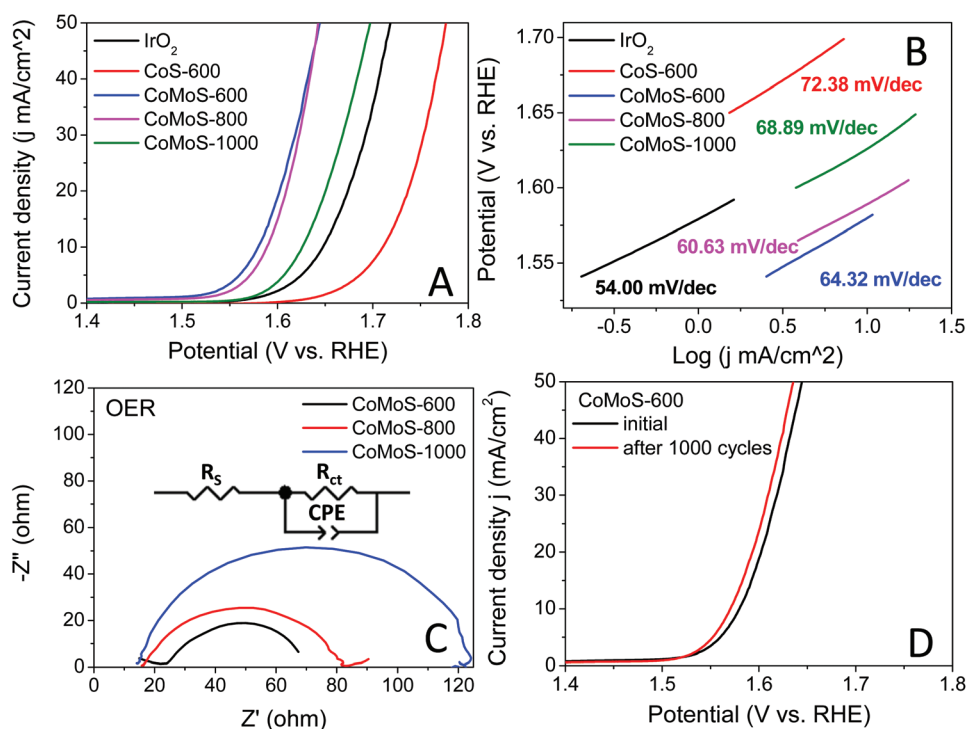 50
40
30
20
10
0
Current density (j mA/cm^2)
IrO₂
CoS-600
CoMoS-600
CoMoS-800
CoMoS-1000
A
1.4 1.5 1.6 1.7 1.8
Potential (V vs. RHE)
1.70
1.65
1.60
1.55
Potential (V vs. RHE)
IrO₂
CoS-600
CoMoS-600
CoMoS-800
CoMoS-1000
B
72.38 mV/dec
68.89 mV/dec
60.63 mV/dec
54.00 mV/dec
64.32 mV/dec
-0.5 0.0 0.5 1.0 1.5
Log (j mA/cm^2)
120
100
80
60
40
20
0
-Z" (ohm)
OER
CoMoS-600
CoMoS-800
CoMoS-1000
Rs
Rct
CPE
C
0 20 40 60 80 100 120
Z' (ohm)
50
40
30
20
10
0
Current density j (mA/cm²)
CoMoS-600
initial
after 1000 cycles
D
1.4 1.5 1.6 1.7 1.8
Potential (V vs. RHE)